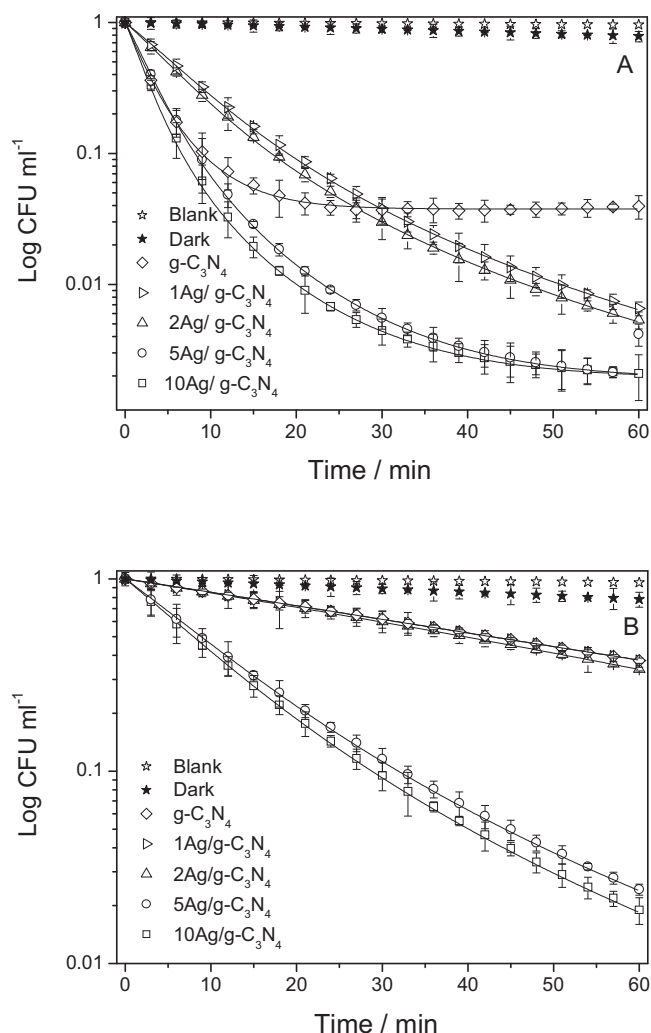 A
1
0.1
0.01
Log CFU ml⁻¹
Blank
Dark
g-C₃N₄
1Ag/ g-C₃N₄
2Ag/ g-C₃N₄
5Ag/ g-C₃N₄
10Ag/ g-C₃N₄
0 10 20 30 40 50 60
Time / min
B
1
0.1
0.01
Log CFU ml⁻¹
Blank
Dark
g-C₃N₄
1Ag/g-C₃N₄
2Ag/g-C₃N₄
5Ag/g-C₃N₄
10Ag/g-C₃N₄
0 10 20 30 40 50 60
Time / min